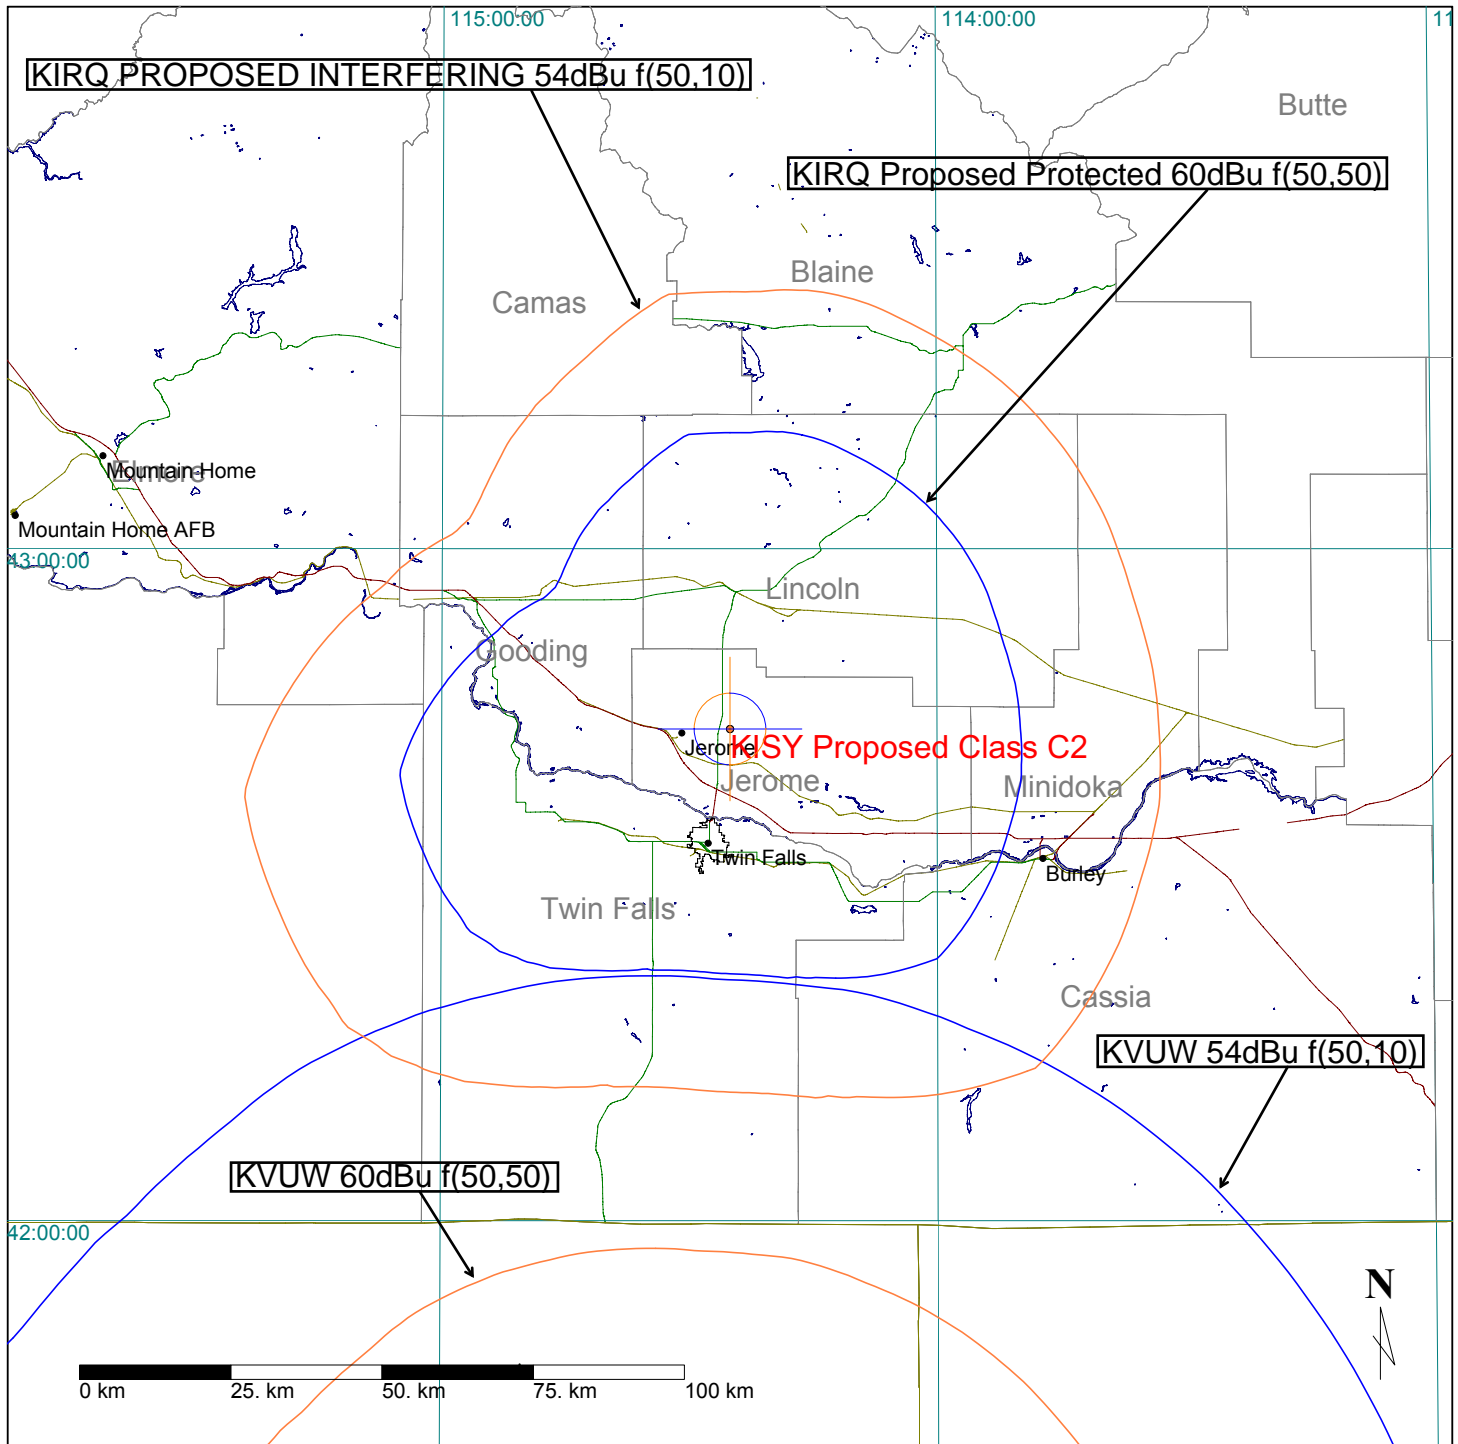 115:00:00
114:00:00
11
KIRQ PROPOSED INTERFERING 54dBu f(50,10)
Butte
KIRQ Proposed Protected 60dBu f(50,50)
Blaine
Camas
Elmore
Mountain Home
Mountain Home AFB
43:00:00
Lincoln
Gooding
KISY Proposed Class C2
Jerome
Jerome
Minidoka
Twin Falls
Burley
Twin Falls
Cassia
KVUW 54dBu f(50,10)
KVUW 60dBu f(50,50)
42:00:00
N
0 km 25. km 50. km 75. km 100 km